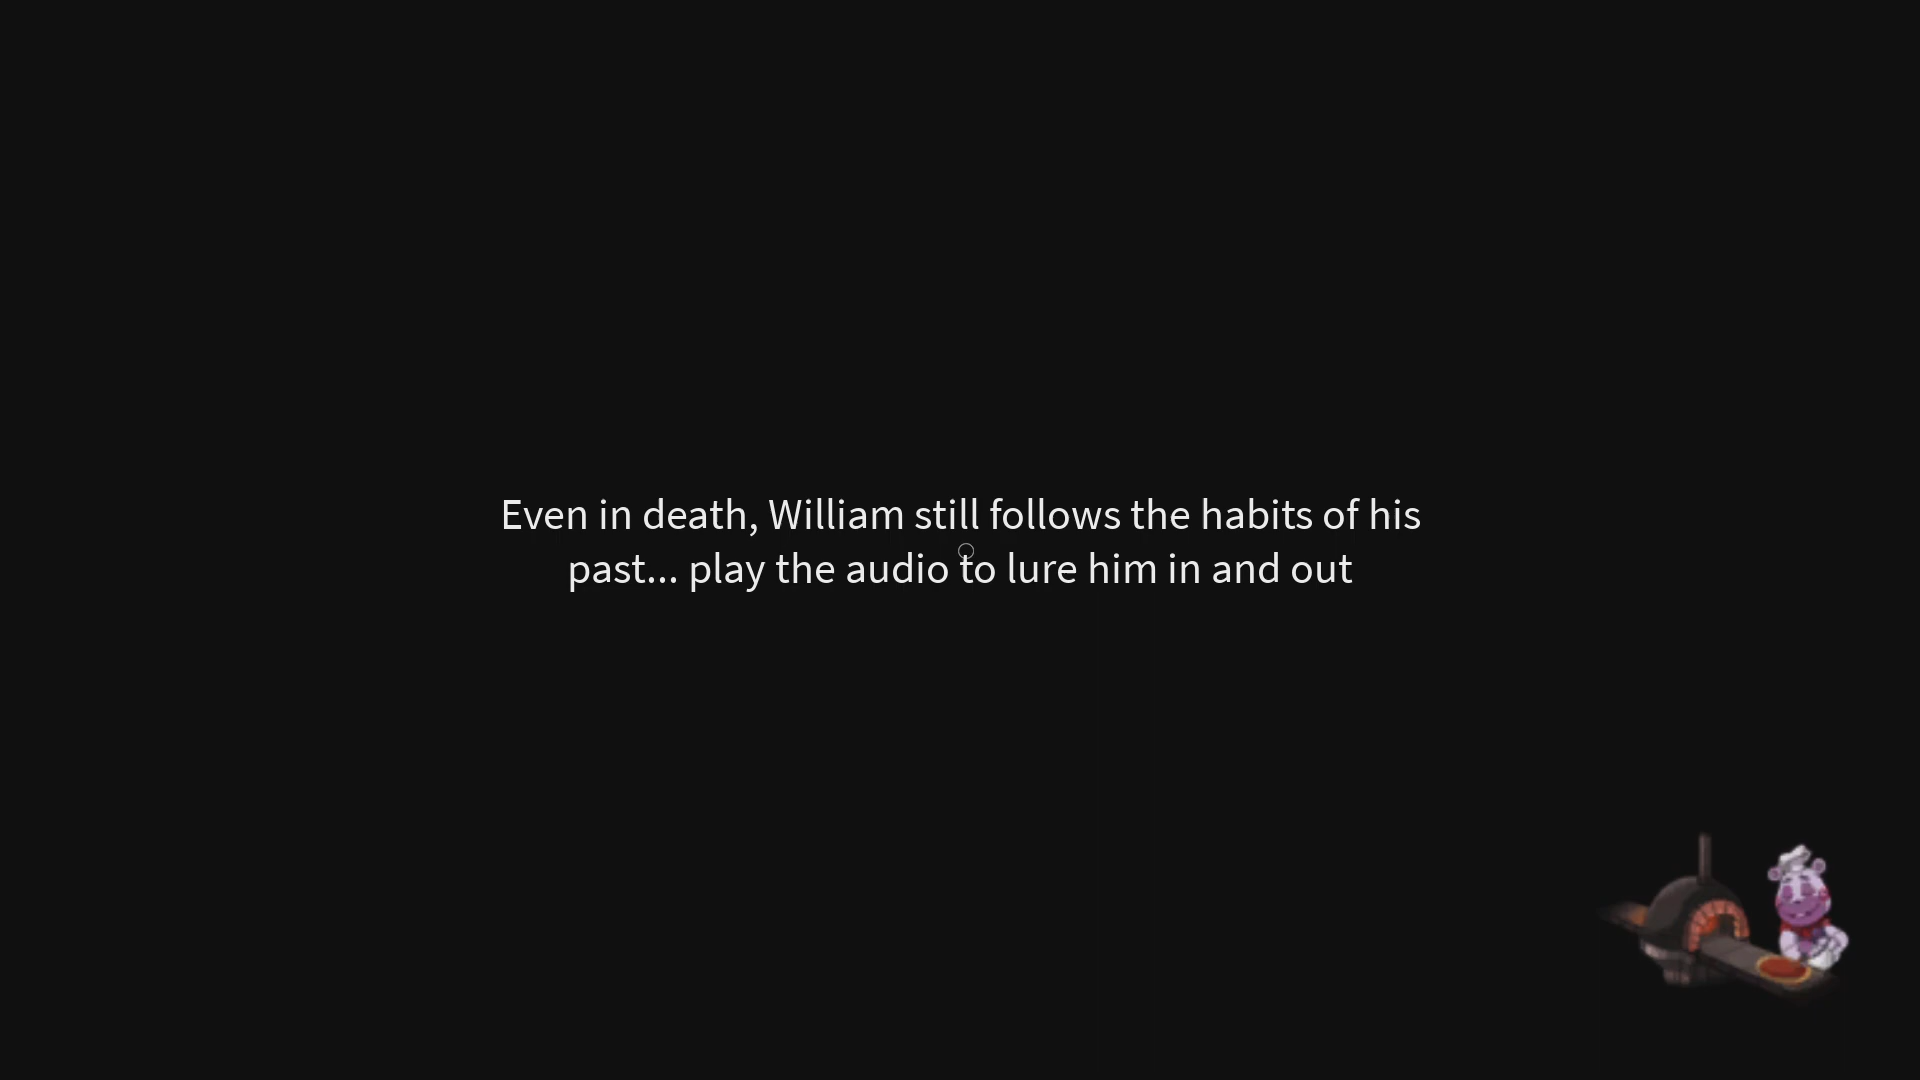 Even in death, William still follows the habits of his
past... play the audio to lure him in and out